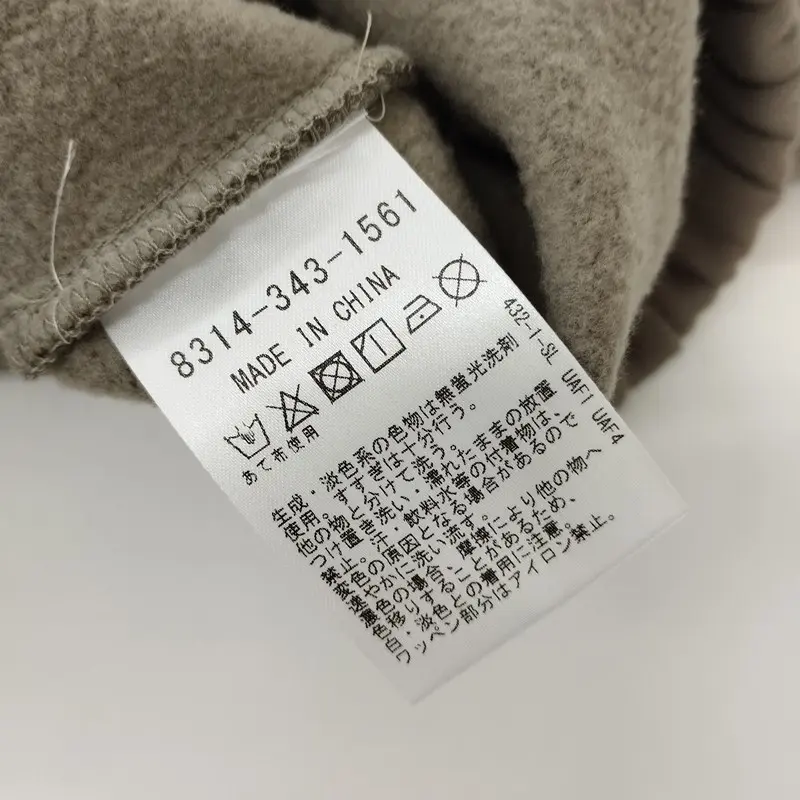 8314-343-1561
MADE IN CHINA
あて布使用
432-1-SL UAF1 UAF4
生成・淡色系の色物は無蛍光洗剤
使用。すすぎは十分行う。
他の物と分けて洗う。
つけ置き洗い・濡れたままの放置
禁止。汗・飲料水等の付着物は、
変色の原因となる場合があるので
速やかに洗い流す。
濃色の場合、摩擦により他の物へ
色移りすることがあるため、
白・淡色との着用に注意。
ワッペン部分はアイロン禁止。